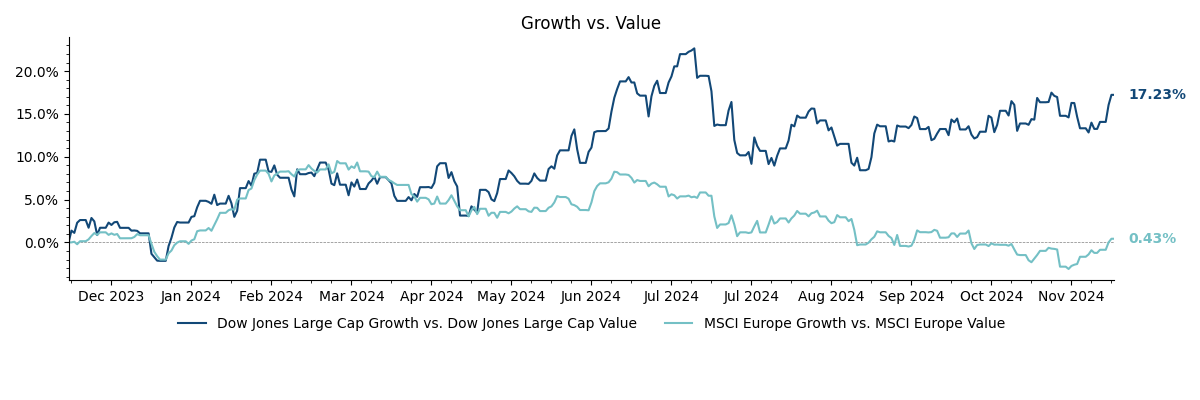 Growth vs. Value
20.0%
15.0%
10.0%
5.0%
0.0%
17.23%
0.43%
Dec 2023 Jan 2024 Feb 2024 Mar 2024 Apr 2024 May 2024 Jun 2024 Jul 2024 Jul 2024 Aug 2024 Sep 2024 Oct 2024 Nov 2024
Dow Jones Large Cap Growth vs. Dow Jones Large Cap Value MSCI Europe Growth vs. MSCI Europe Value